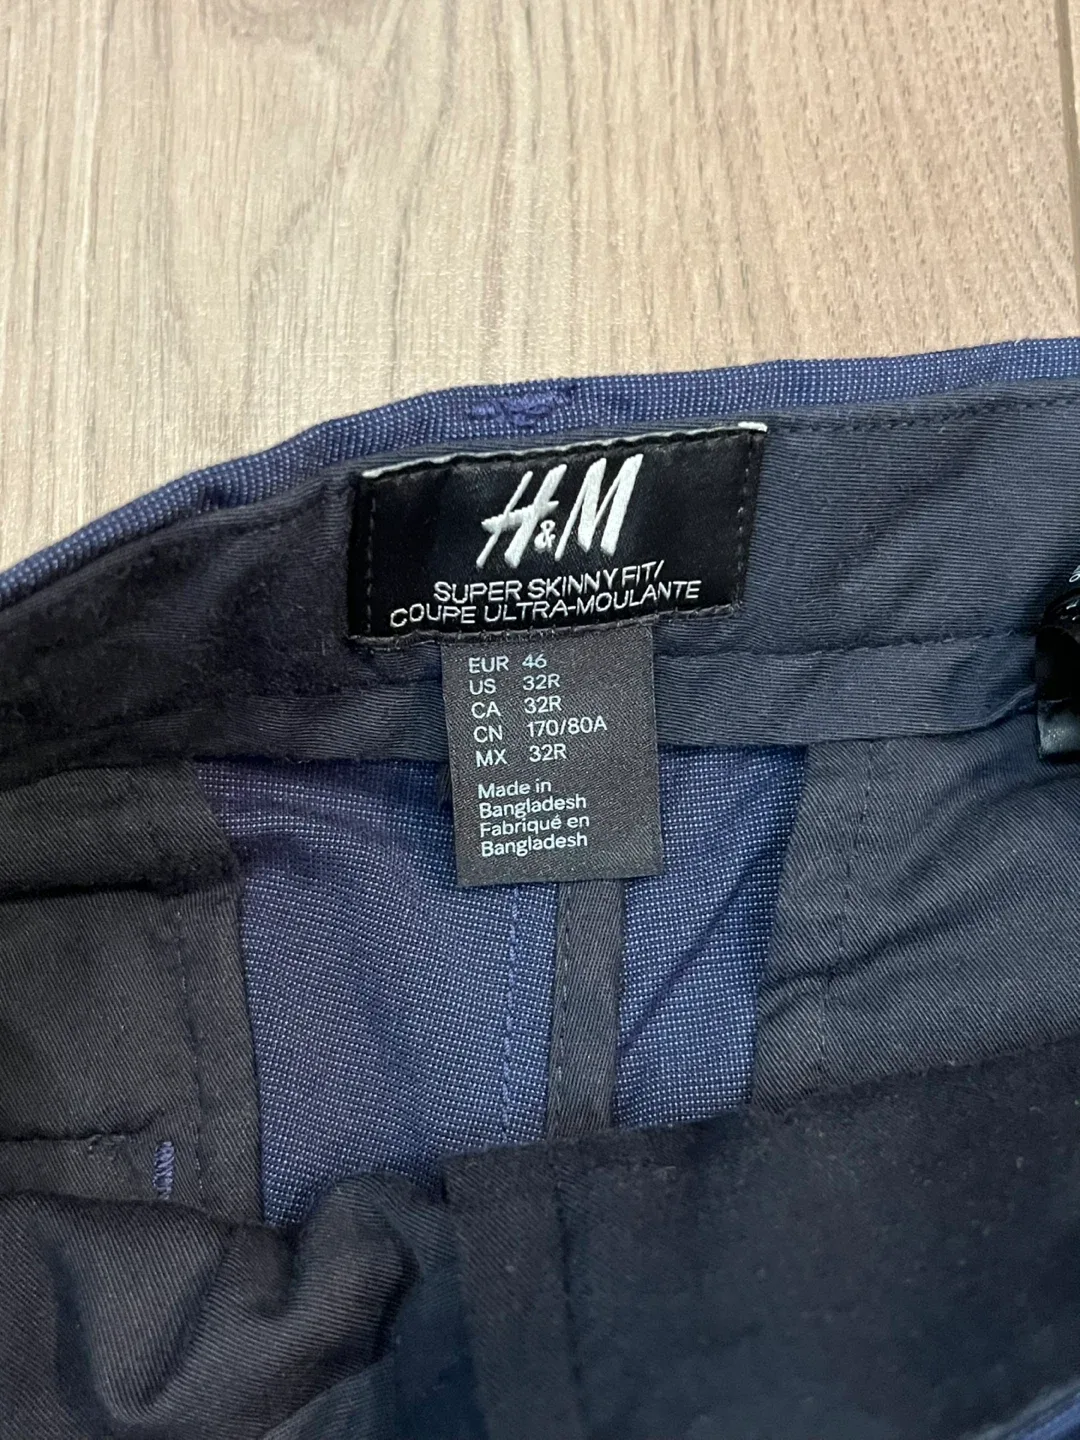 H&M
SUPER SKINNY FIT/
COUPE ULTRA-MOULANTE
EUR 46
US 32R
CA 32R
CN 170/80A
MX 32R
Made in
Bangladesh
Fabriqué en
Bangladesh